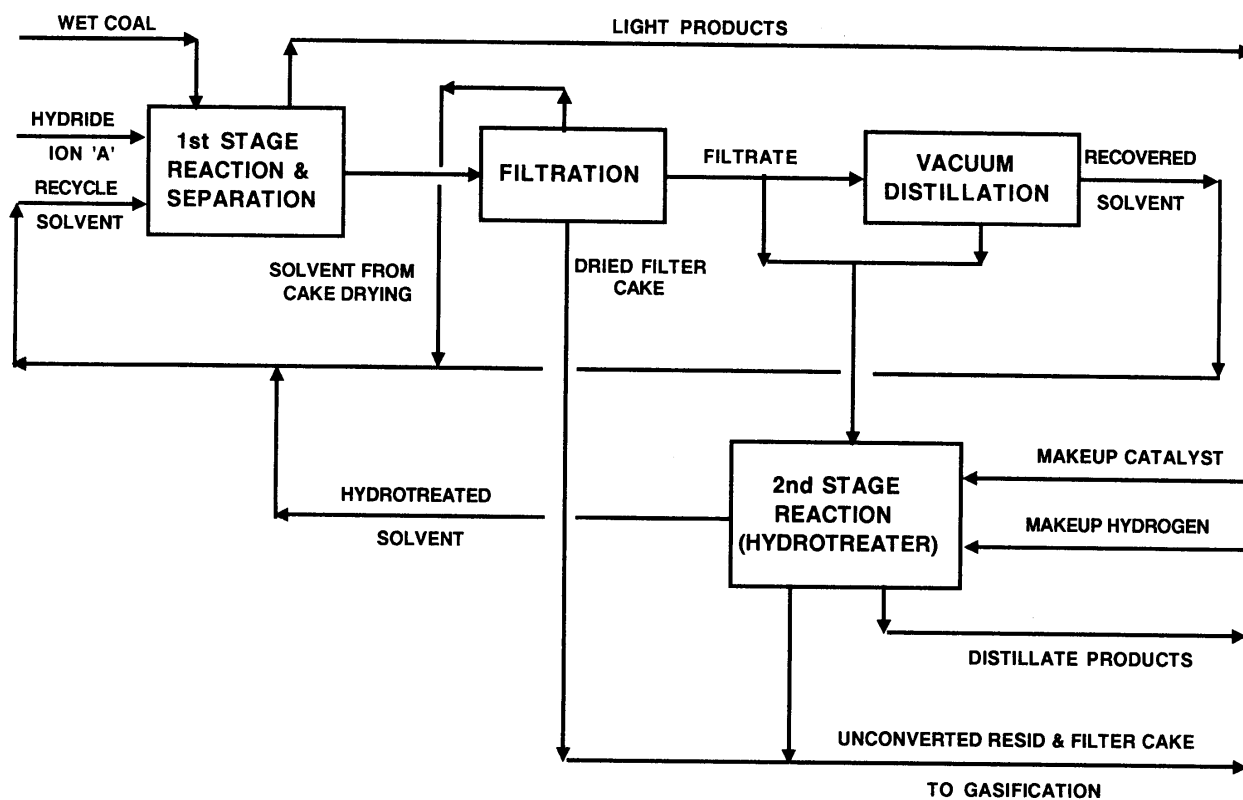 WET COAL
LIGHT PRODUCTS
HYDRIDE
ION 'A'
RECYCLE
SOLVENT
1st STAGE
REACTION &
SEPARATION
FILTRATION
FILTRATE
VACUUM
DISTILLATION
RECOVERED
SOLVENT
SOLVENT FROM
CAKE DRYING
DRIED FILTER
CAKE
HYDROTREATED
SOLVENT
2nd STAGE
REACTION
(HYDROTREATER)
MAKEUP CATALYST
MAKEUP HYDROGEN
DISTILLATE PRODUCTS
UNCONVERTED RESID & FILTER CAKE
TO GASIFICATION